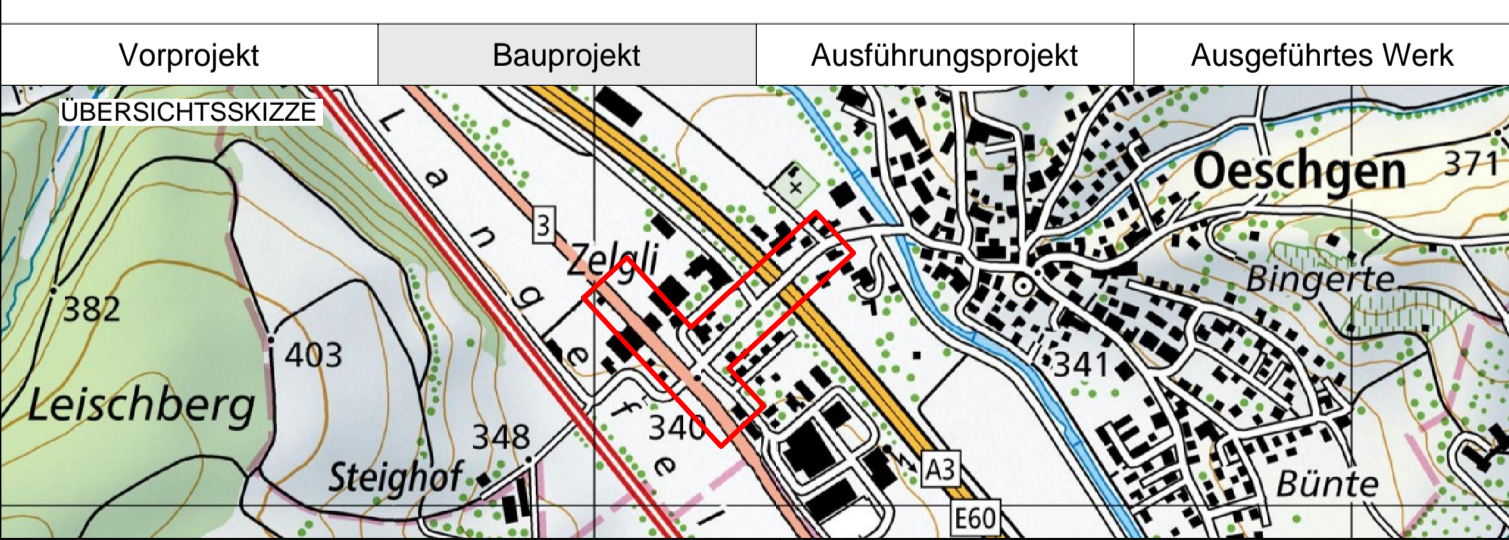 Vorprojekt
Bauprojekt
Ausführungsprojekt
Ausgeführtes Werk
ÜBERSICHTSSKIZZE
L a n g e f e l
Oeschgen
371
3
Zelgli
Bingerte
382
403
341
Leischberg
340
348
Steighof
A3
E60
Bünte